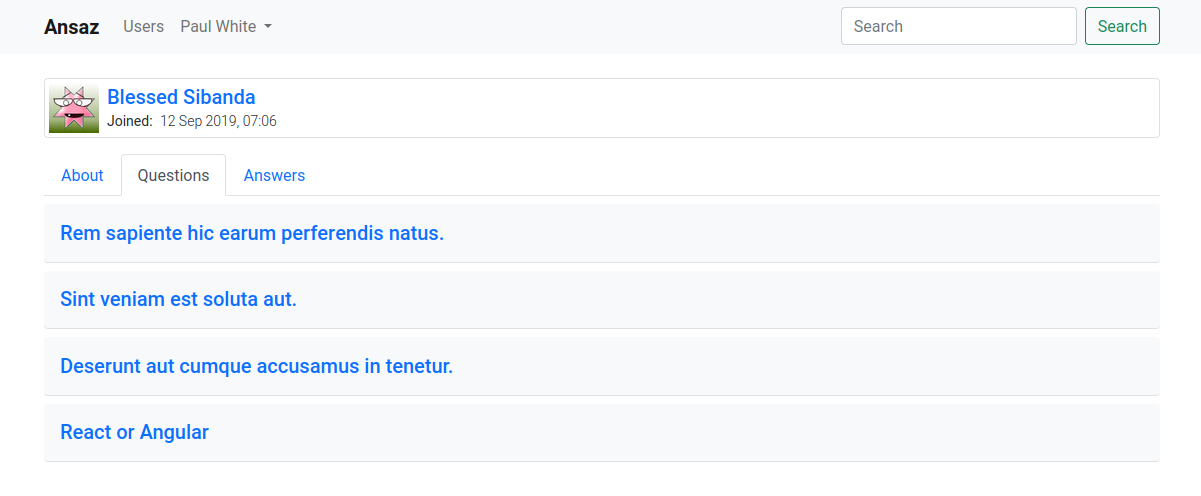 Ansaz Users Paul White Search Search
Blessed Sibanda
Joined: 12 Sep 2019, 07:06
About Questions Answers
Rem sapiente hic earum perferendis natus.
Sint veniam est soluta aut.
Deserunt aut cumque accusamus in tenetur.
React or Angular